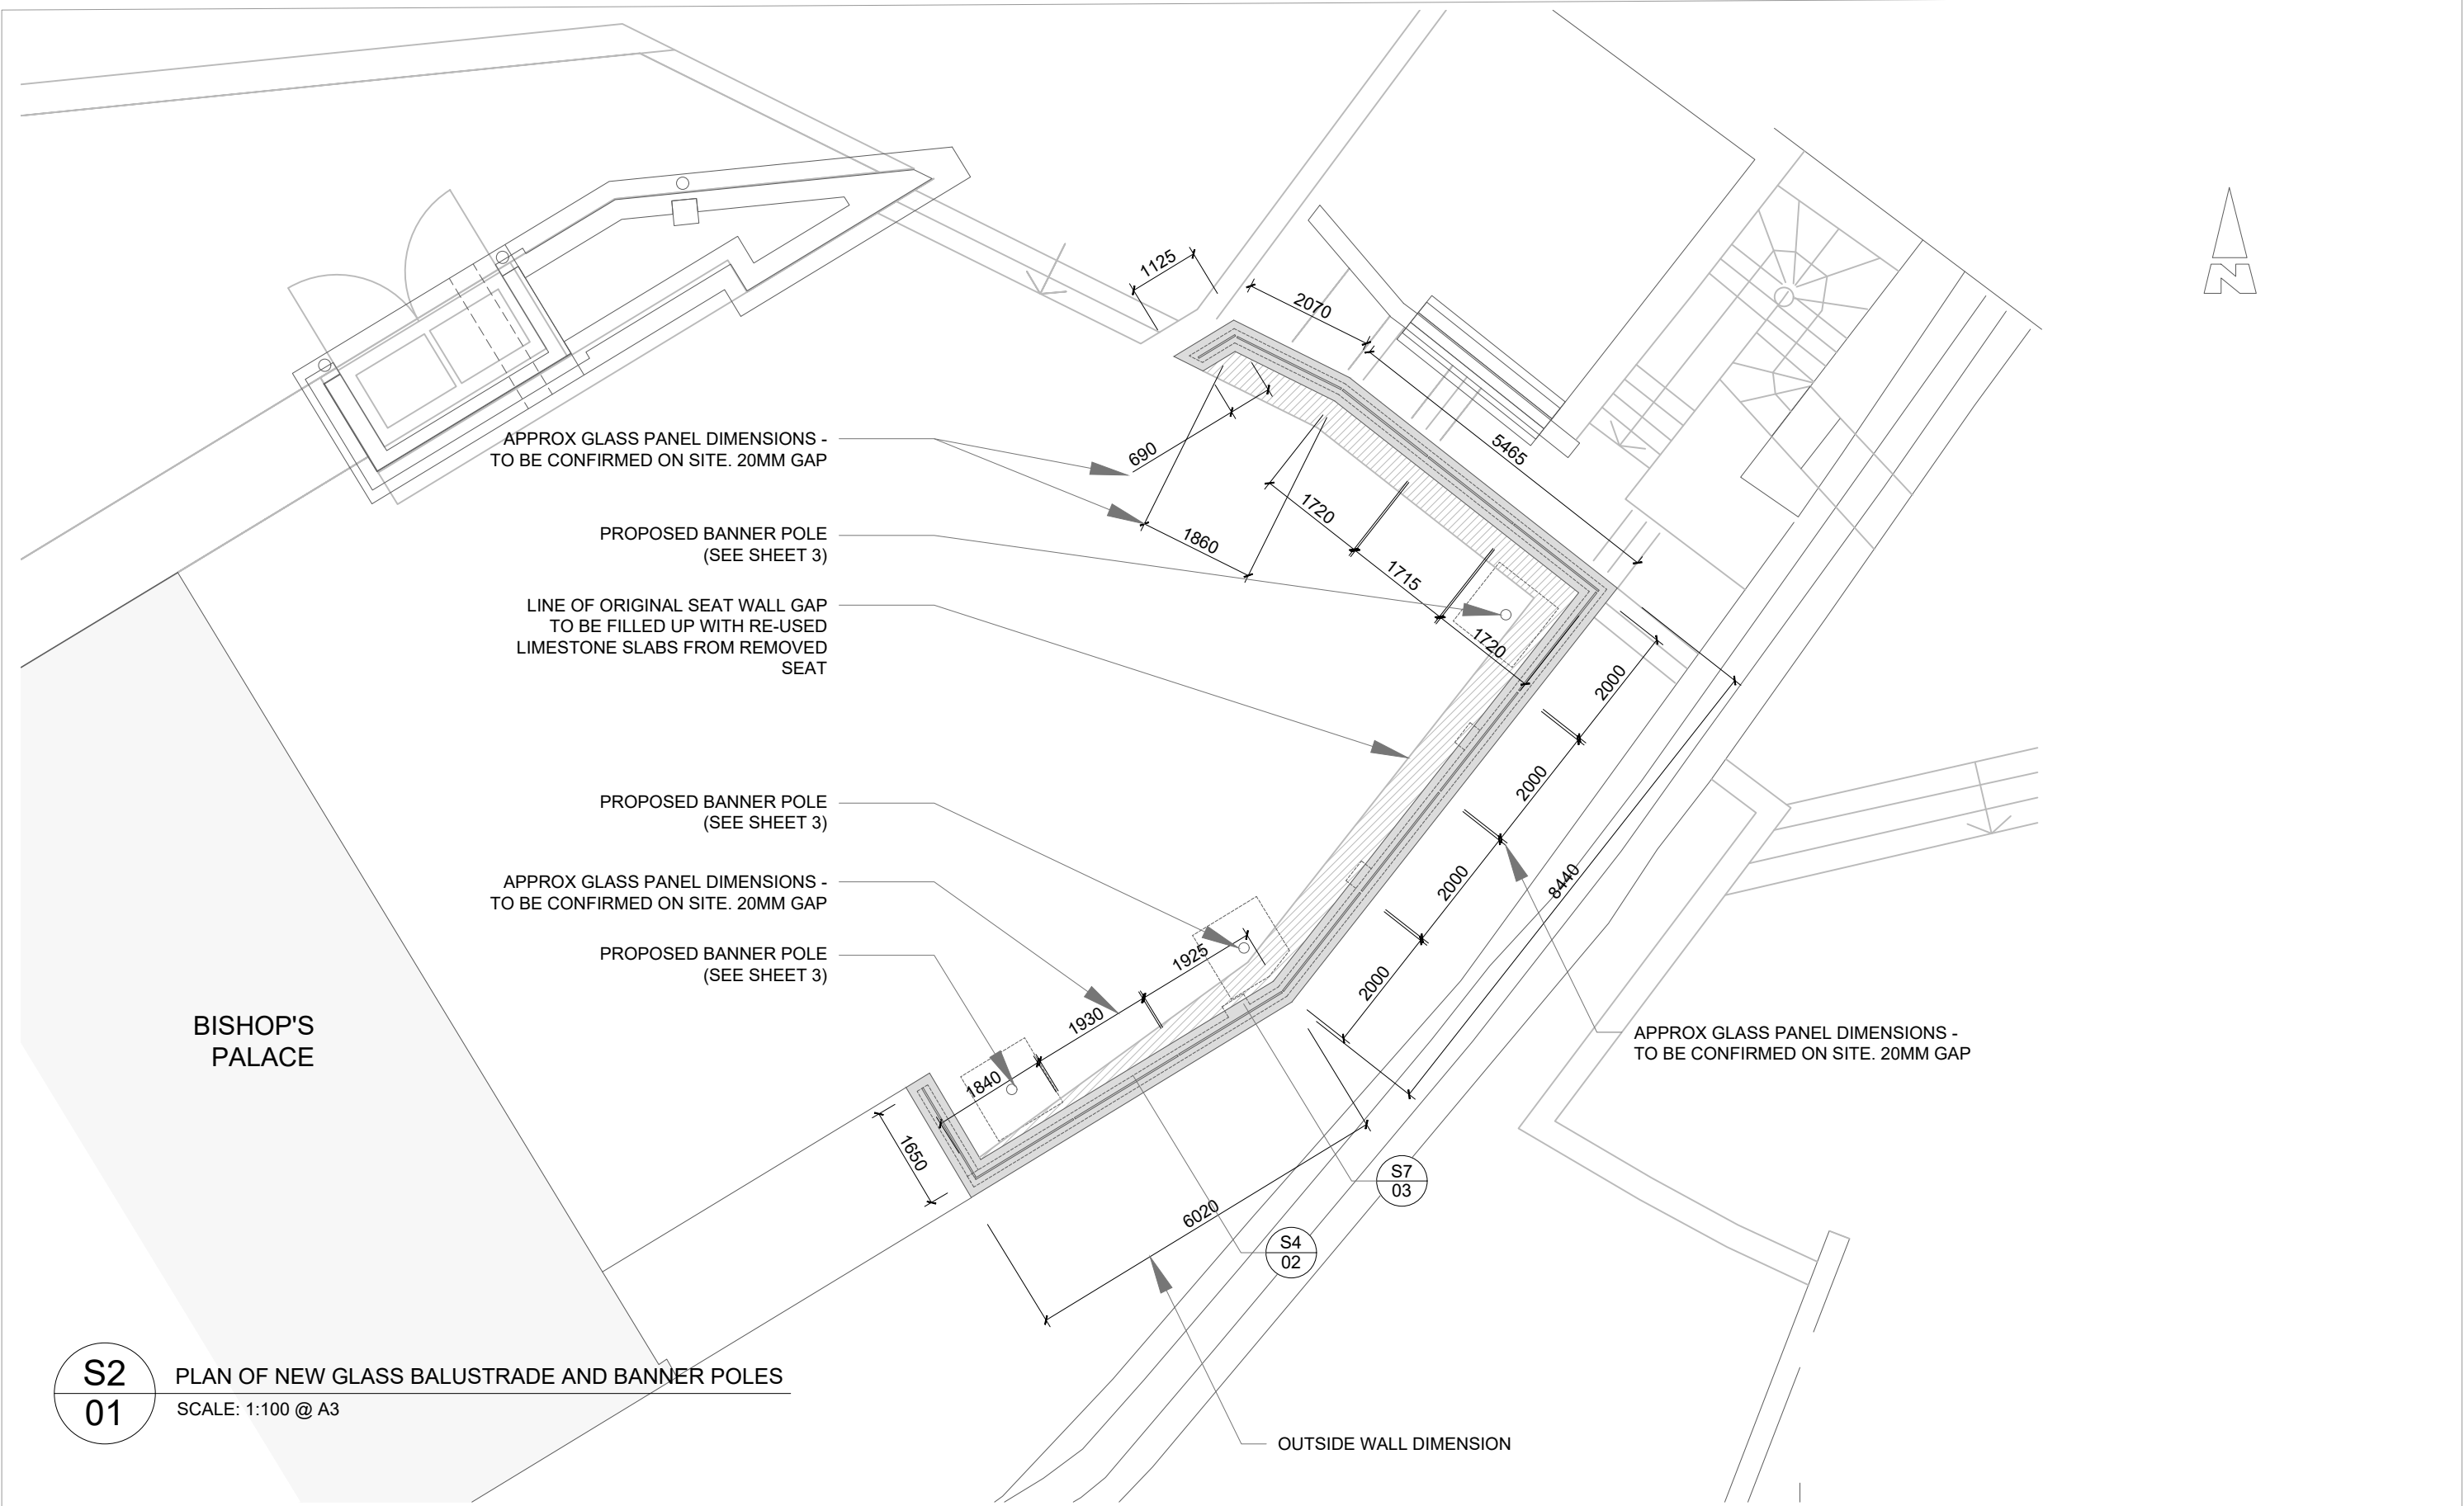 1125
2070
5465
APPROX GLASS PANEL DIMENSIONS -
TO BE CONFIRMED ON SITE. 20MM GAP
690
1860
1720
1715
1720
PROPOSED BANNER POLE
(SEE SHEET 3)
LINE OF ORIGINAL SEAT WALL GAP
TO BE FILLED UP WITH RE-USED
LIMESTONE SLABS FROM REMOVED
SEAT
2000
2000
2000
2000
8440
PROPOSED BANNER POLE
(SEE SHEET 3)
APPROX GLASS PANEL DIMENSIONS -
TO BE CONFIRMED ON SITE. 20MM GAP
PROPOSED BANNER POLE
(SEE SHEET 3)
1925
1930
1840
1650
6020
BISHOP'S
PALACE
APPROX GLASS PANEL DIMENSIONS -
TO BE CONFIRMED ON SITE. 20MM GAP
S7
03
S4
02
S2
01
PLAN OF NEW GLASS BALUSTRADE AND BANNER POLES
SCALE: 1:100 @ A3
OUTSIDE WALL DIMENSION
N